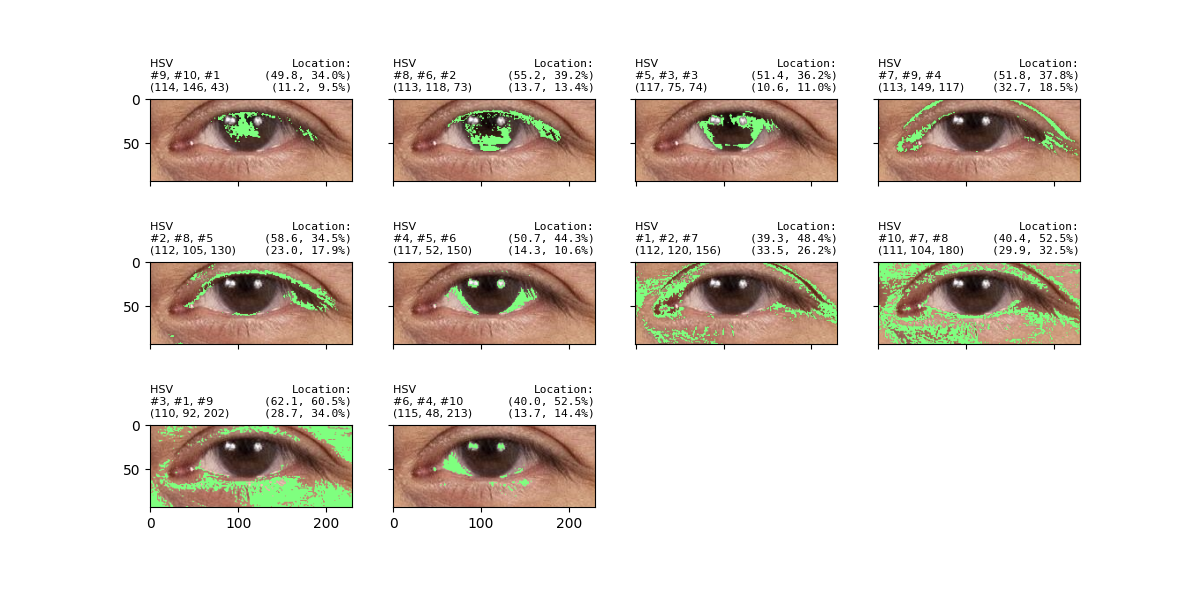 HSV Location:
#9, #10, #1 (49.8, 34.0%)
(114, 146, 43) (11.2, 9.5%)
HSV Location:
#8, #6, #2 (55.2, 39.2%)
(113, 118, 73) (13.7, 13.4%)
HSV Location:
#5, #3, #3 (51.4, 36.2%)
(117, 75, 74) (10.6, 11.0%)
HSV Location:
#7, #9, #4 (51.8, 37.8%)
(113, 149, 117) (32.7, 18.5%)
0
50
HSV Location:
#2, #8, #5 (58.6, 34.5%)
(112, 105, 130) (23.0, 17.9%)
HSV Location:
#4, #5, #6 (50.7, 44.3%)
(117, 52, 150) (14.3, 10.6%)
HSV Location:
#1, #2, #7 (39.3, 48.4%)
(112, 120, 156) (33.5, 26.2%)
HSV Location:
#10, #7, #8 (40.4, 52.5%)
(111, 104, 180) (29.9, 32.5%)
0
50
HSV Location:
#3, #1, #9 (62.1, 60.5%)
(110, 92, 202) (28.7, 34.0%)
HSV Location:
#6, #4, #10 (40.0, 52.5%)
(115, 48, 213) (13.7, 14.4%)
0
50
0 100 200
0 100 200